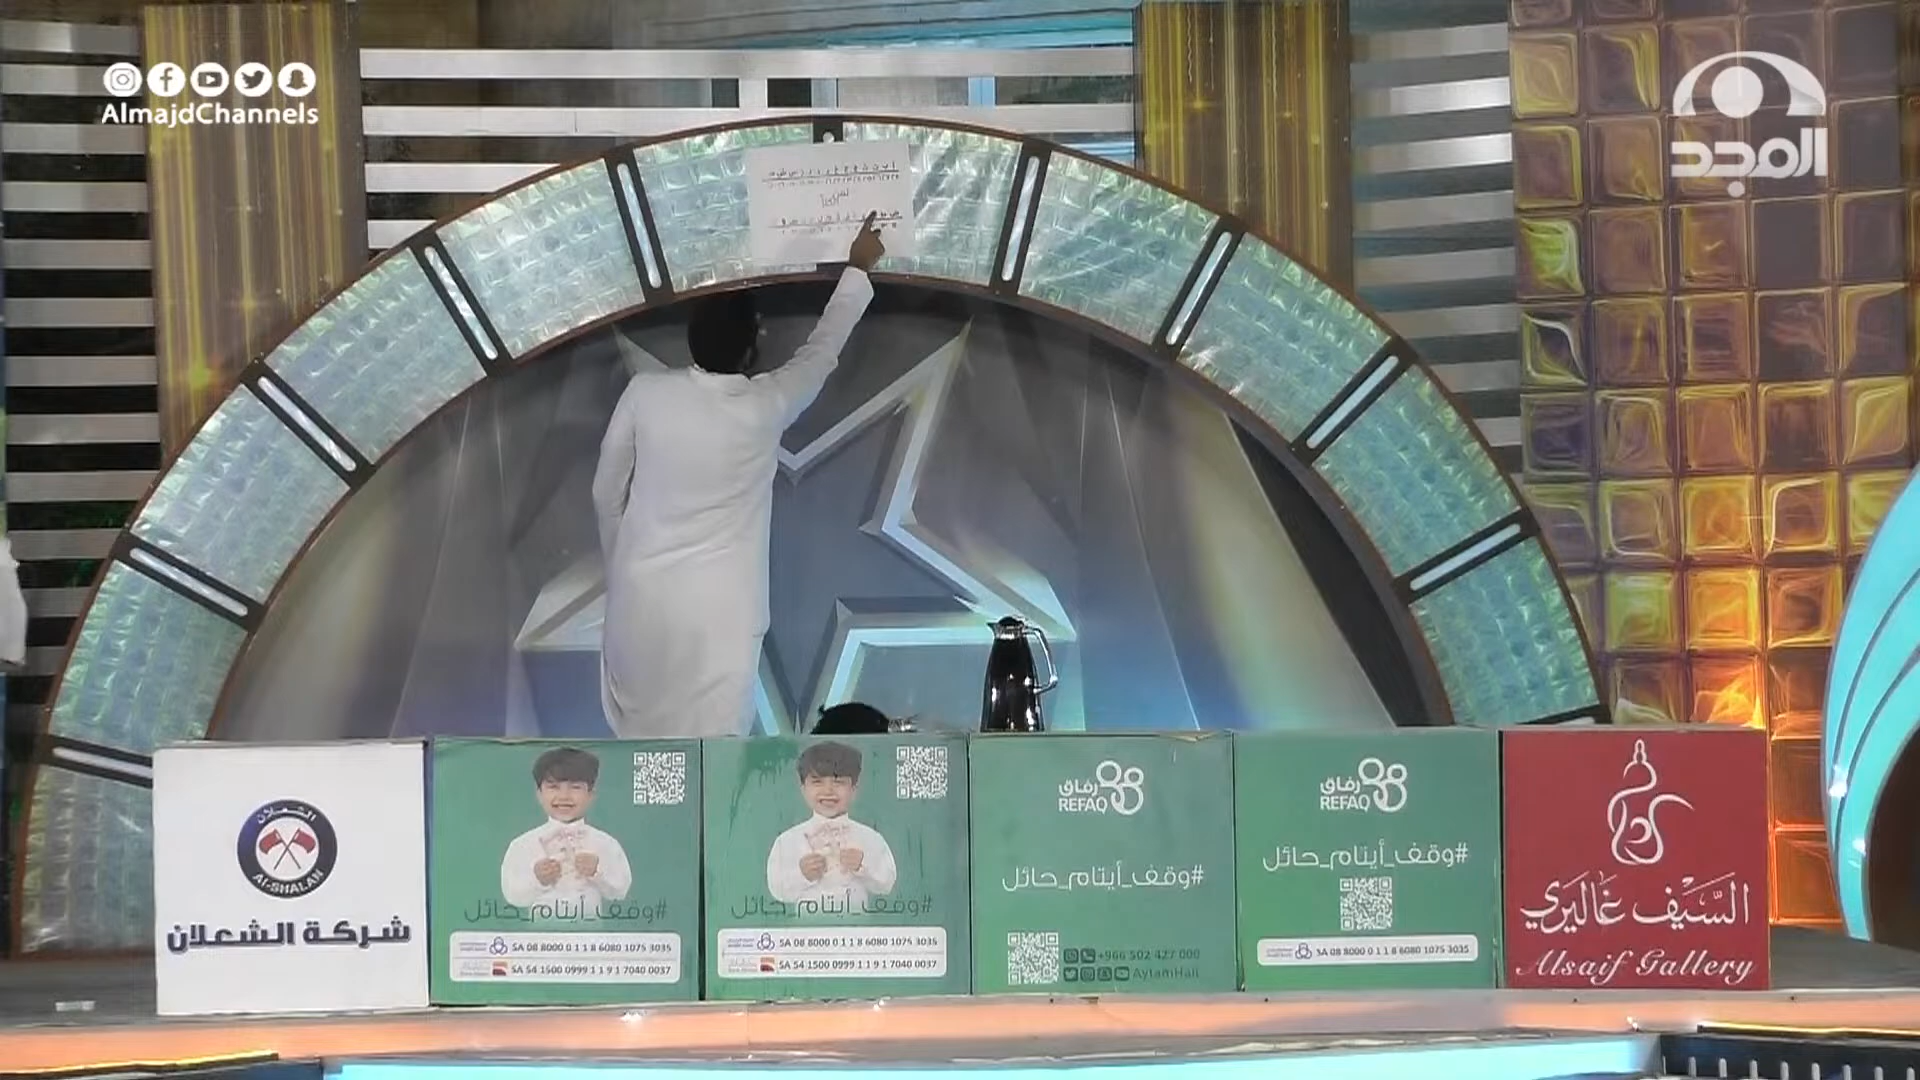 AlmajdChannels
المجد
الشعلان
Al-SHALAN
شركة الشعلان
#وقف_أيتام_حائل
SA 08 8000 0 1 1 8 6080 1075 3035
SA 54 1500 0999 1 1 9 1 7040 0037
#وقف_أيتام_حائل
SA 08 8000 0 1 1 8 6080 1075 3035
SA 54 1500 0999 1 1 9 1 7040 0037
رفاق
REFAQ
#وقف_أيتام_حائل
+966 502 427 000
AytamHail
رفاق
REFAQ
#وقف_أيتام_حائل
SA 08 8000 0 1 1 8 6080 1075 3035
السَّيْف غَاليري
Alsaif Gallery